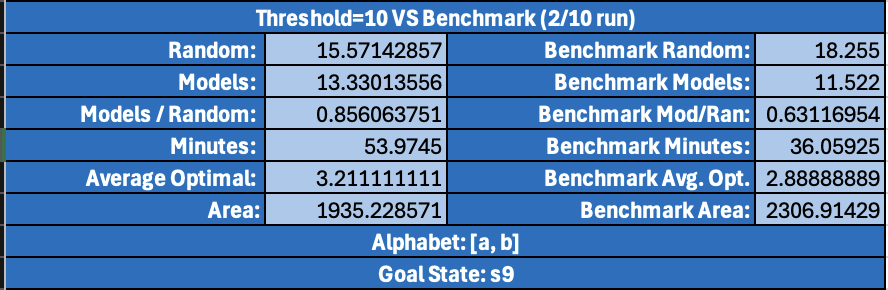 Threshold=10 VS Benchmark (2/10 run)
Random: 15.57142857 Benchmark Random: 18.255
Models: 13.33013556 Benchmark Models: 11.522
Models / Random: 0.856063751 Benchmark Mod/Ran: 0.63116954
Minutes: 53.9745 Benchmark Minutes: 36.05925
Average Optimal: 3.211111111 Benchmark Avg. Opt. 2.88888889
Area: 1935.228571 Benchmark Area: 2306.91429
Alphabet: [a, b]
Goal State: s9